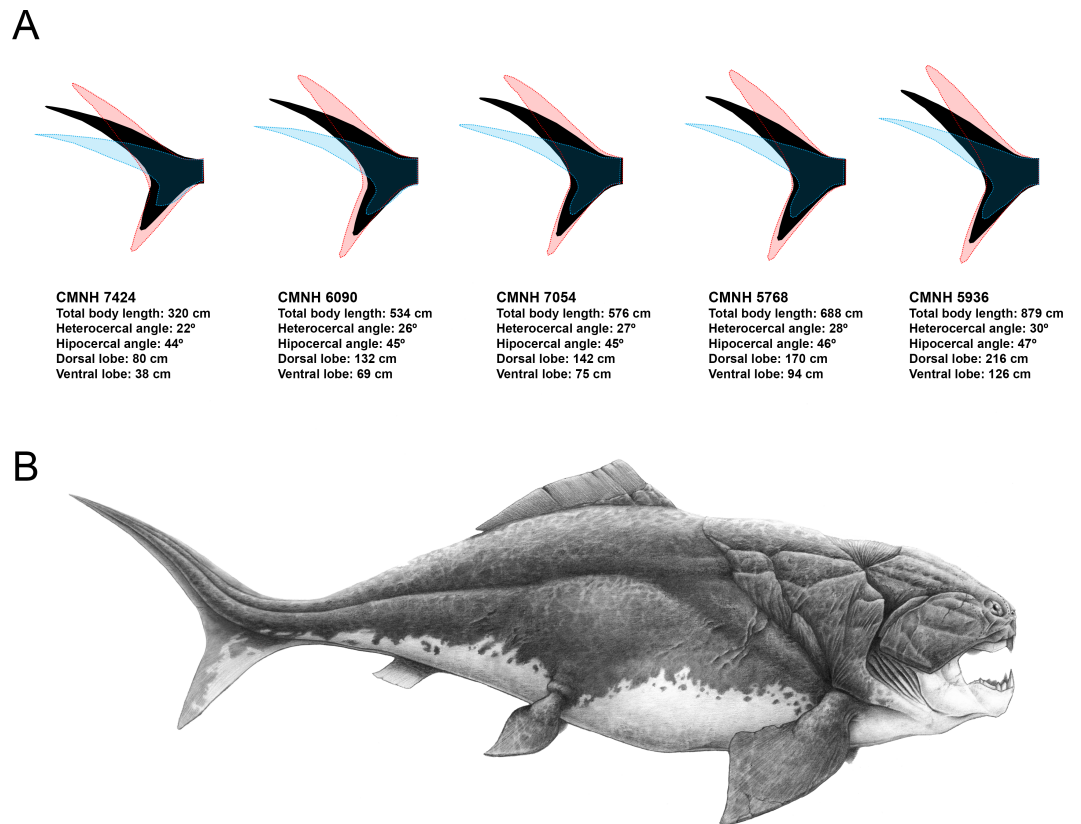 A
CMNH 7424
Total body length: 320 cm
Heterocercal angle: 22º
Hipocercal angle: 44º
Dorsal lobe: 80 cm
Ventral lobe: 38 cm
CMNH 6090
Total body length: 534 cm
Heterocercal angle: 26º
Hipocercal angle: 45º
Dorsal lobe: 132 cm
Ventral lobe: 69 cm
CMNH 7054
Total body length: 576 cm
Heterocercal angle: 27º
Hipocercal angle: 45º
Dorsal lobe: 142 cm
Ventral lobe: 75 cm
CMNH 5768
Total body length: 688 cm
Heterocercal angle: 28º
Hipocercal angle: 46º
Dorsal lobe: 170 cm
Ventral lobe: 94 cm
CMNH 5936
Total body length: 879 cm
Heterocercal angle: 30º
Hipocercal angle: 47º
Dorsal lobe: 216 cm
Ventral lobe: 126 cm
B